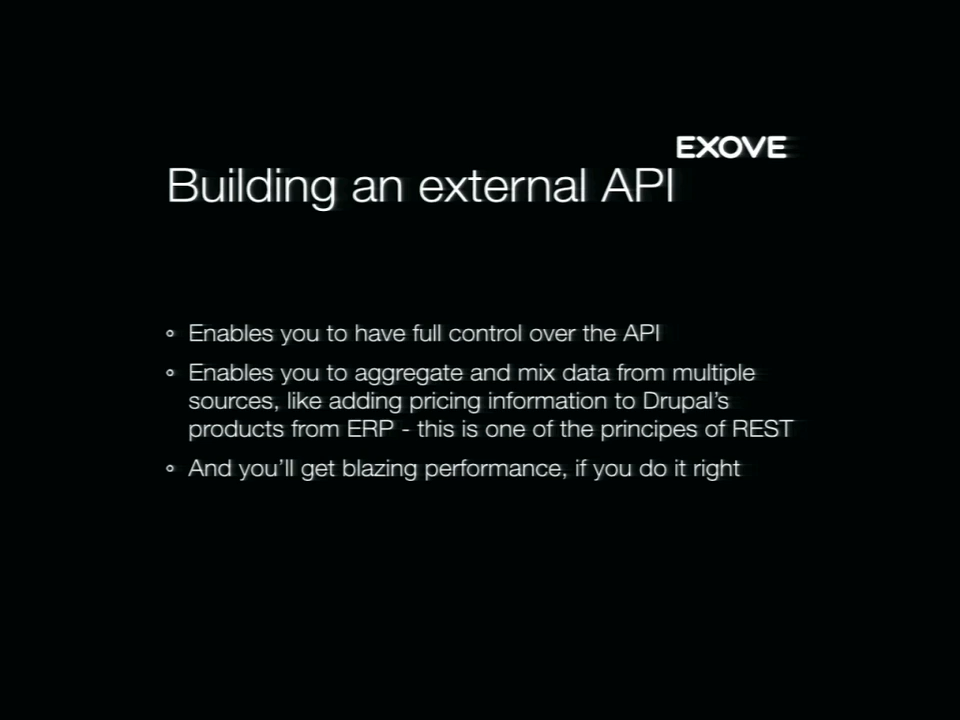 EXOVE
Building an external API
Enables you to have full control over the API
Enables you to aggregate and mix data from multiple
sources, like adding pricing information to Drupal's
products from ERP - this is one of the principes of REST
And you'll get blazing performance, if you do it right